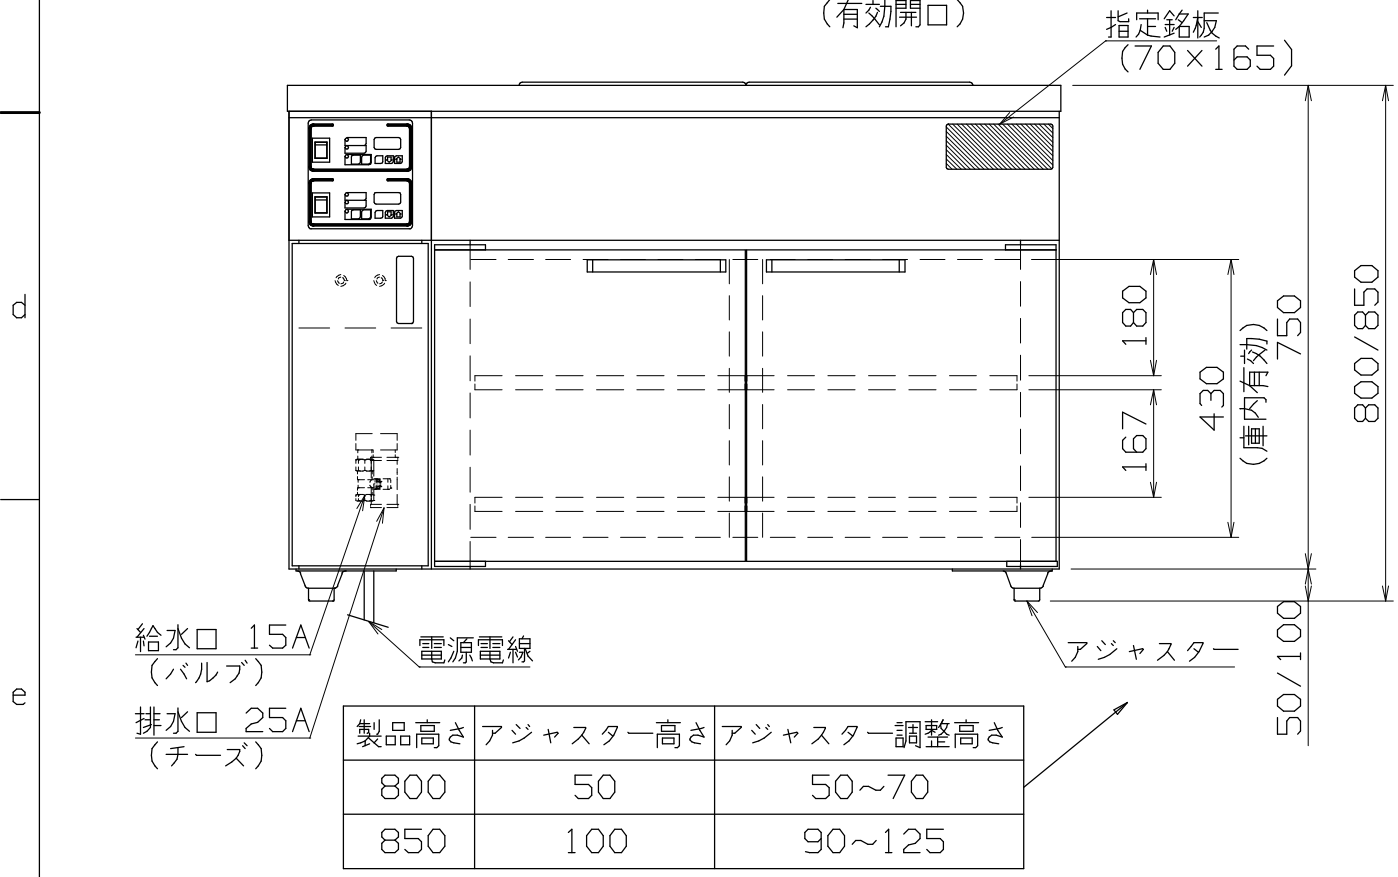 (有効開口)
指定銘板
(70×165)
d
180
167
430
(庫内有効)
750
800/850
50/100
給水口 15A
(バルブ)
電源電線
アジャスター
e
排水口 25A
(チーズ)
製品高さ アジャスター高さ アジャスター調整高さ
800 50 50～70
850 100 90～125